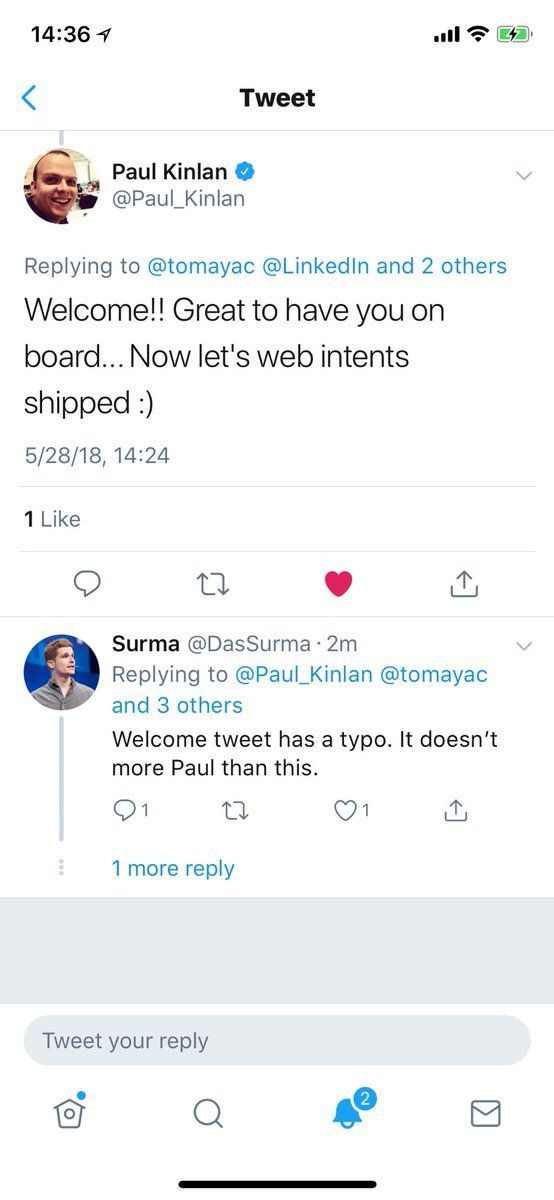 14:36
Tweet
Paul Kinlan
@Paul_Kinlan
Replying to @tomayac @LinkedIn and 2 others
Welcome!! Great to have you on
board... Now let's web intents
shipped :)
5/28/18, 14:24
1 Like
Surma @DasSurma · 2m
Replying to @Paul_Kinlan @tomayac
and 3 others
Welcome tweet has a typo. It doesn’t
more Paul than this.
1 1
1 more reply
Tweet your reply
2